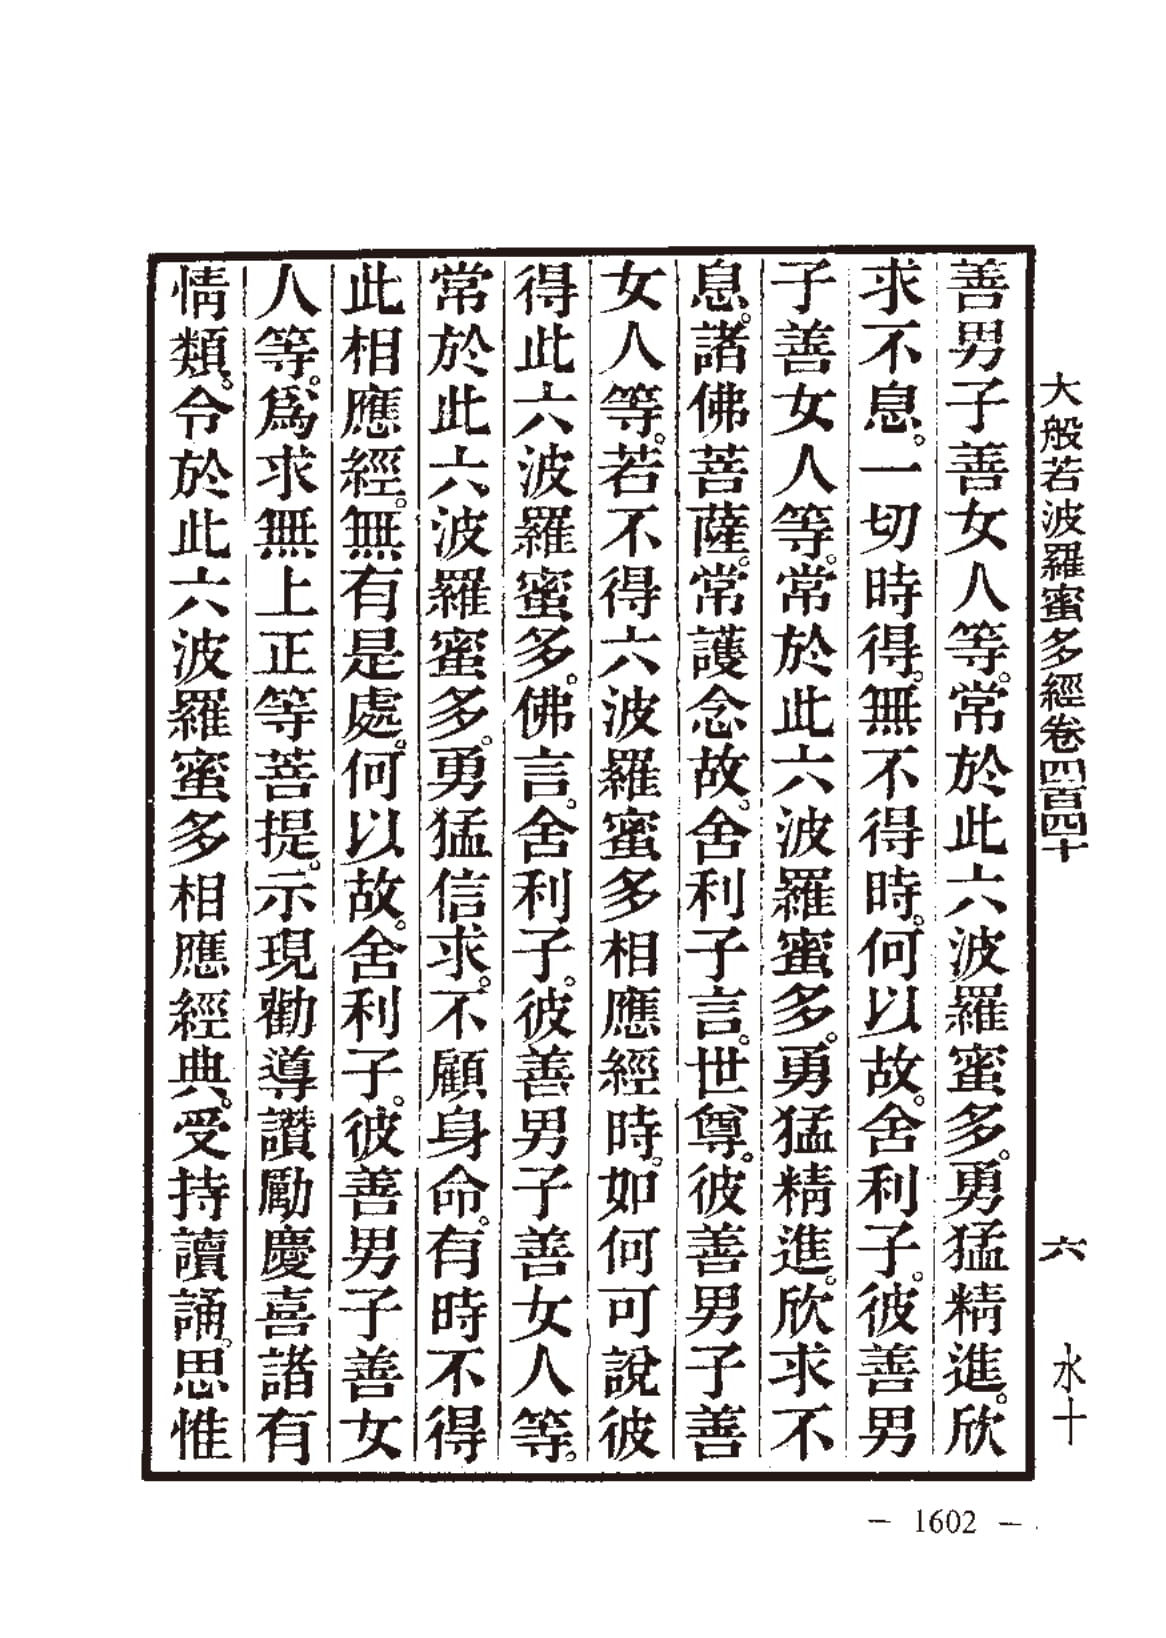 大般若波羅蜜多經卷四百四十　六　水十
善男子善女人等。常於此六波羅蜜多。勇猛精進。欣
求不息。一切時得。無不得時。何以故。舍利子。彼善男
子善女人等。常於此六波羅蜜多。勇猛精進。欣求不
息。諸佛菩薩。常護念故。舍利子言。世尊。彼善男子善
女人等。若不得六波羅蜜多相應經時。如何可說彼
得此六波羅蜜多。佛言。舍利子。彼善男子善女人等。
常於此六波羅蜜多。勇猛信求。不顧身命。有時不得
此相應經。無有是處。何以故。舍利子。彼善男子善女
人等。爲求無上正等菩提。示現勸導讚勵慶喜諸有
情類。令於此六波羅蜜多相應經典。受持讀誦。思惟
— 1602 —